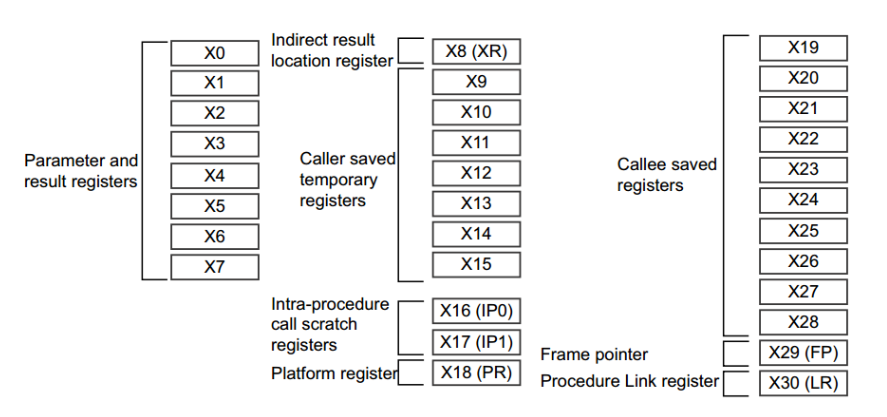 X0
X1
X2
X3
X4
X5
X6
X7
Parameter and
result registers
Indirect result
location register
X8 (XR)
X9
X10
X11
X12
X13
X14
X15
Caller saved
temporary
registers
Intra-procedure
call scratch
registers
X16 (IP0)
X17 (IP1)
Platform register
X18 (PR)
X19
X20
X21
X22
X23
X24
X25
X26
X27
X28
Callee saved
registers
Frame pointer
X29 (FP)
Procedure Link register
X30 (LR)